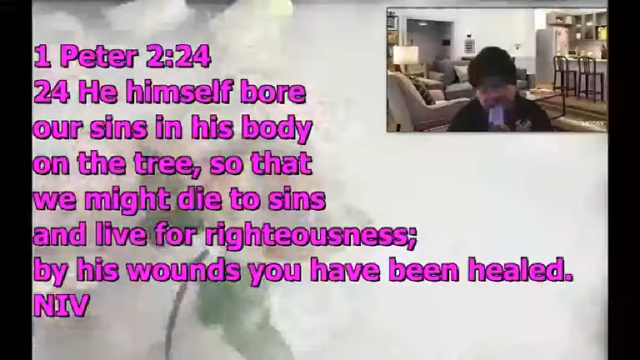 1 Peter 2:24
24 He himself bore
our sins in his body
on the tree, so that
we might die to sins
and live for righteousness;
by his wounds you have been healed.
NIV